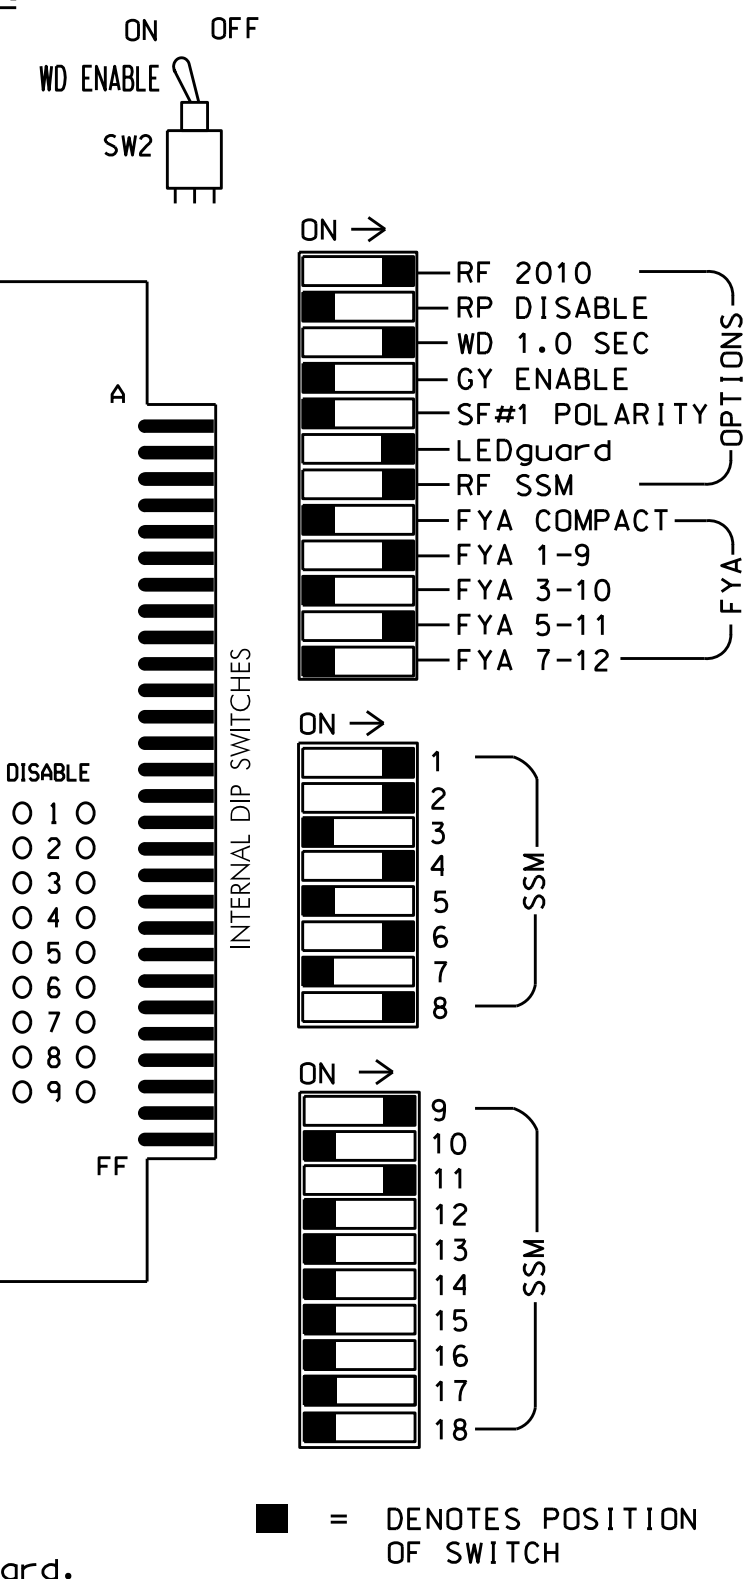 ON OFF
WD ENABLE
SW2
ON →
RF 2010
RP DISABLE
WD 1.0 SEC
GY ENABLE
SF#1 POLARITY
LEDguard
RF SSM
OPTIONS
FYA COMPACT
FYA 1-9
FYA 3-10
FYA 5-11
FYA 7-12
FYA
A
FF
INTERNAL DIP SWITCHES
DISABLE
1
2
3
4
5
6
7
8
9
ON →
1
2
3
4
5
6
7
8
SSM
ON →
9
10
11
12
13
14
15
16
17
18
SSM
= DENOTES POSITION
OF SWITCH
ard.